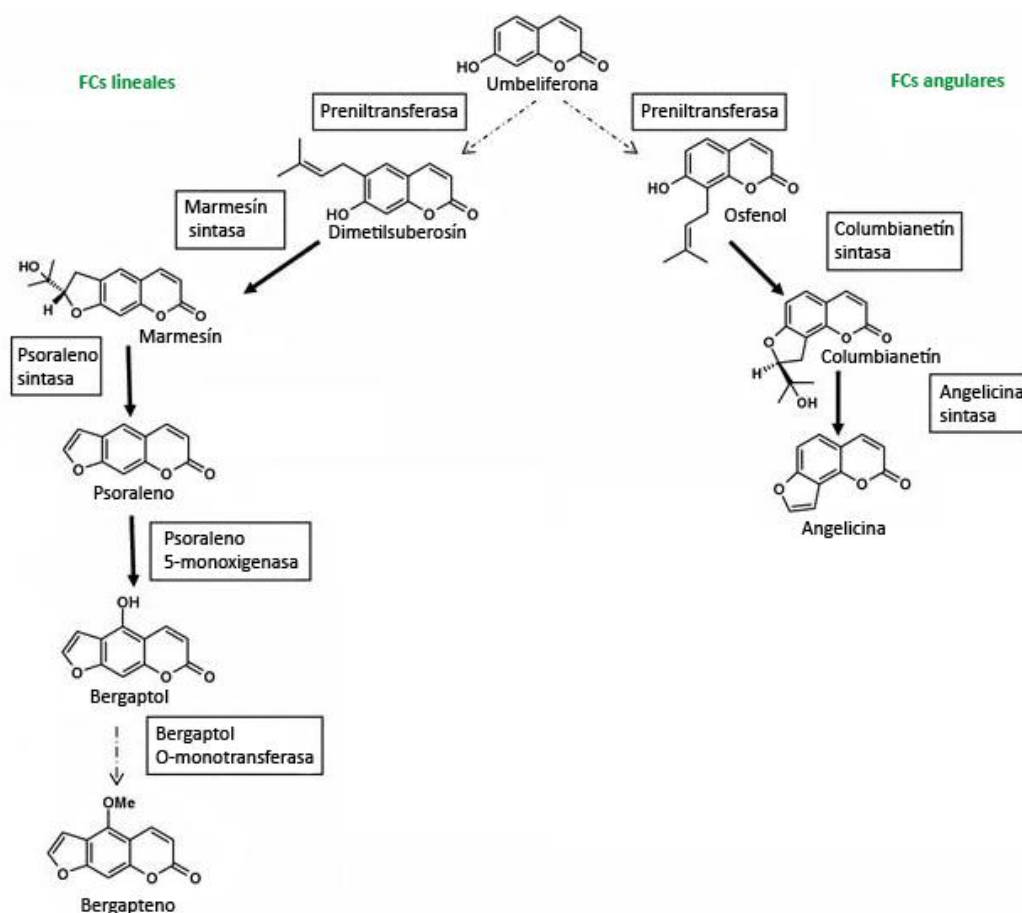 Umbeliferona
FCs lineales
FCs angulares
Preniltransferasa
Preniltransferasa
HO
O
O
HO
O
O
Dimetilsuberosín
HO
O
O
Osfenol
Marmesín
sintasa
Columbianetín
sintasa
HO
H
O
O
O
Marmesín
O
O
O
H
OH
Columbianetín
Psoraleno
sintasa
Angelicina
sintasa
O
O
O
Psoraleno
O
O
O
Angelicina
Psoraleno
5-monoxigenasa
OH
O
O
O
Bergaptol
Bergaptol
O-monotransferasa
OMe
O
O
O
Bergapteno